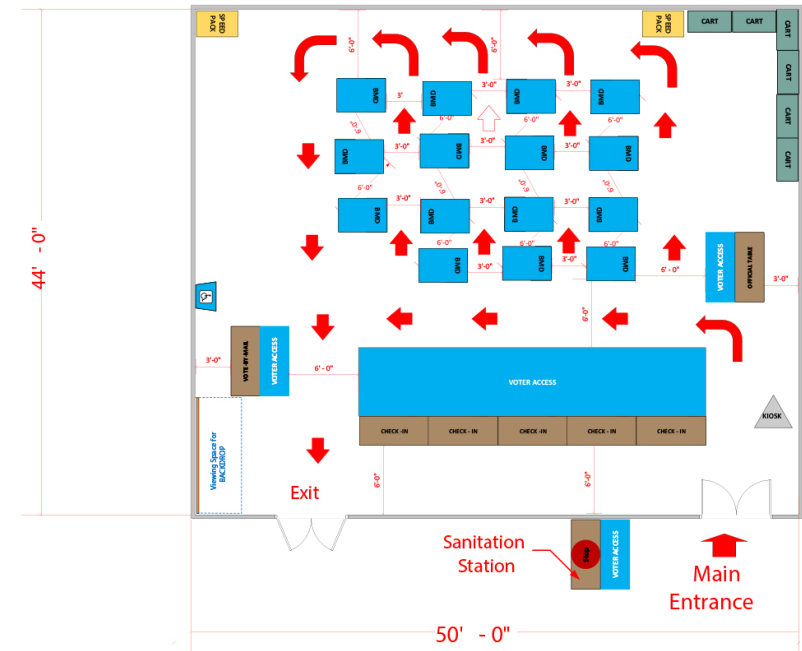 SPEED
PACK
SPEED
PACK
CART
CART
CART
CART
CART
CART
6'-0"
6'-0"
BMD
3'
BMD
3'-0"
BMD
3'-0"
BMD
6'-0"
6'-0"
6'-0"
6'-0"
BMD
3'-0"
BMD
3'-0"
BMD
3'-0"
BMD
6'-0"
6'-0"
6'-0"
6'-0"
BMD
3'-0"
BMD
3'-0"
BMD
3'-0"
BMD
6'-0"
6'-0"
6'-0"
BMD
3'-0"
BMD
3'-0"
BMD
6' - 0"
VOTER ACCESS
OFFICIAL TABLE
3'-0"
44' - 0"
6'-0"
3'-0"
VOTE-BY-MAIL
VOTER ACCESS
6' - 0"
VOTER ACCESS
CHECK -IN
CHECK - IN
CHECK -IN
CHECK - IN
CHECK - IN
KIOSK
Viewing Space for
BACKDROP
6'-0"
6'-0"
Exit
Sanitation
Station
Stop
VOTER ACCESS
Main
Entrance
50' - 0"